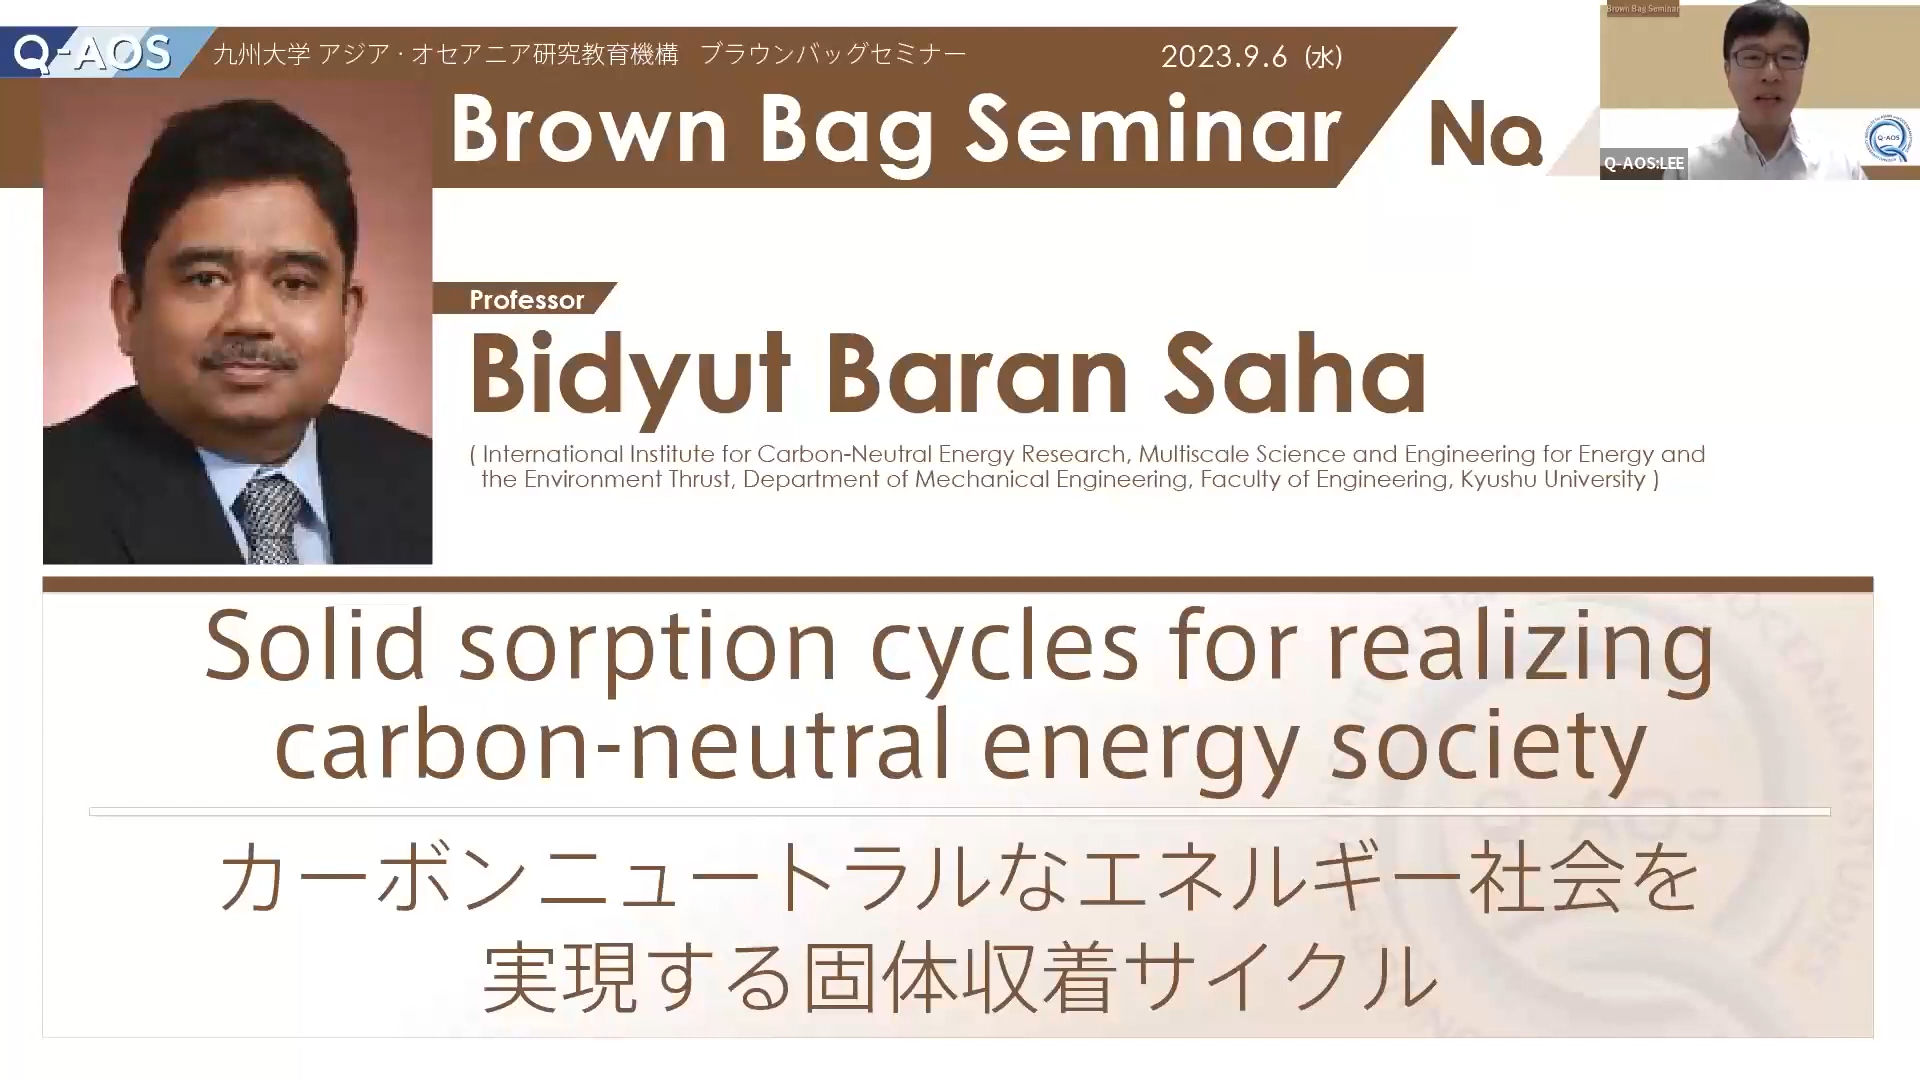 Q-AOS
九州大学 アジア・オセアニア研究教育機構 ブラウンバッグセミナー
2023.9.6 (水)
Brown Bag Seminar
No
Brown Bag Seminar
Q-AOS:LEE
Q-AOS
Professor
Bidyut Baran Saha
( International Institute for Carbon-Neutral Energy Research, Multiscale Science and Engineering for Energy and
the Environment Thrust, Department of Mechanical Engineering, Faculty of Engineering, Kyushu University )
Solid sorption cycles for realizing
carbon-neutral energy society
カーボンニュートラルなエネルギー社会を
実現する固体収着サイクル